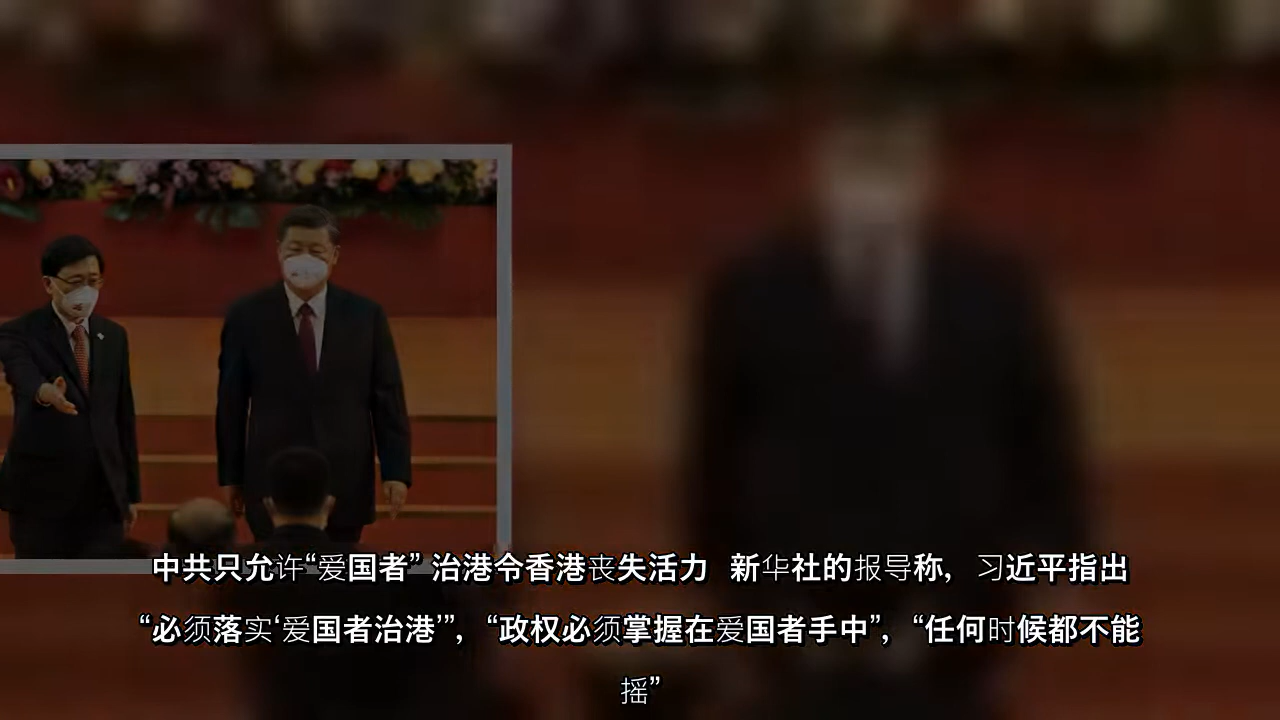 中共只允许“爱国者” 治港令香港丧失活力 新华社的报导称, 习近平指出
“必须落实‘爱国者治港’”, “政权必须掌握在爱国者手中”, “任何时候都不能
摇”